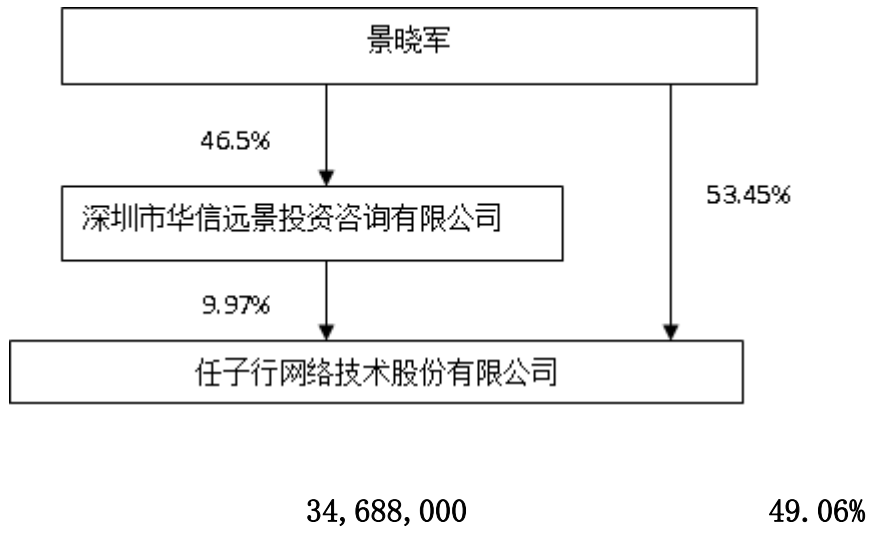 景晓军
46.5%
53.45%
深圳市华信远景投资咨询有限公司
9.97%
任子行网络技术股份有限公司
34,688,000 49.06%